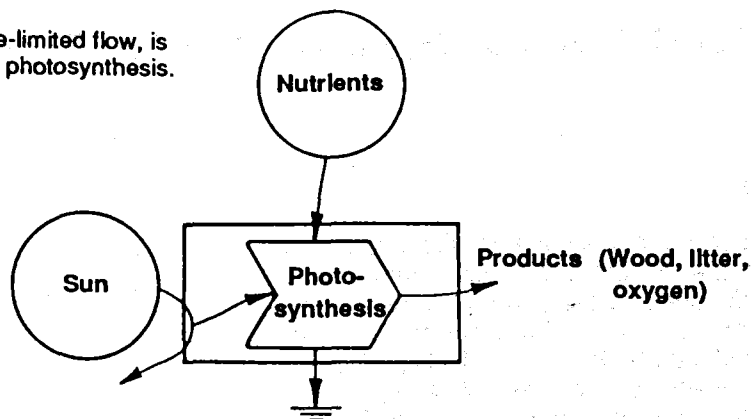 e-limited flow, is
photosynthesis.
Nutrients
Sun
Photo-
synthesis
Products (Wood, litter,
oxygen)